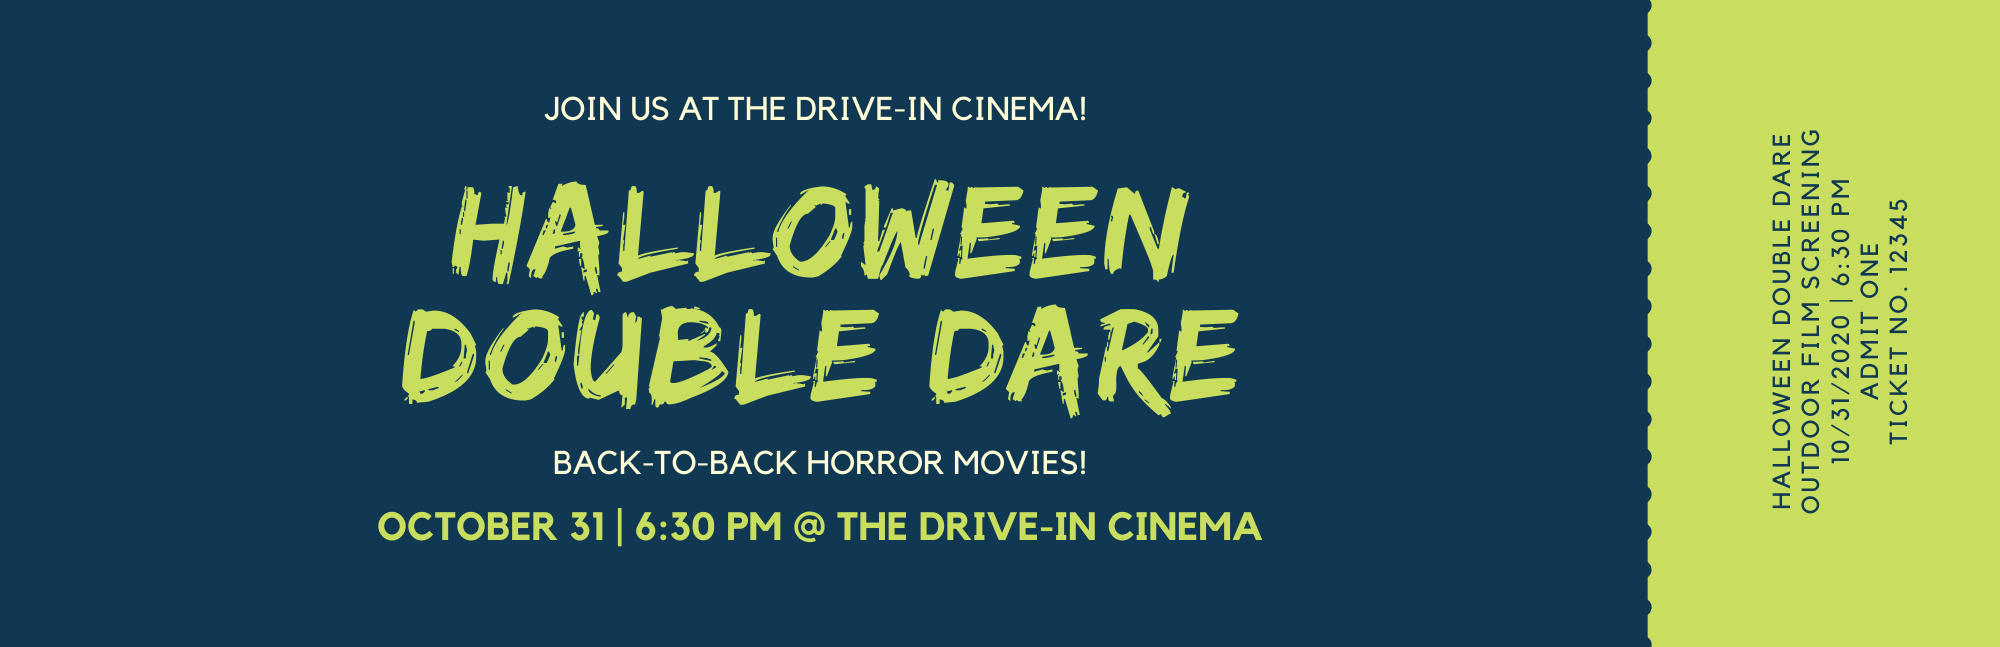 JOIN US AT THE DRIVE-IN CINEMA!
HALLOWEEN
DOUBLE DARE
BACK-TO-BACK HORROR MOVIES!
OCTOBER 31 | 6:30 PM @ THE DRIVE-IN CINEMA
HALLOWEEN DOUBLE DARE
OUTDOOR FILM SCREENING
10/31/2020 | 6:30 PM
ADMIT ONE
TICKET NO. 12345